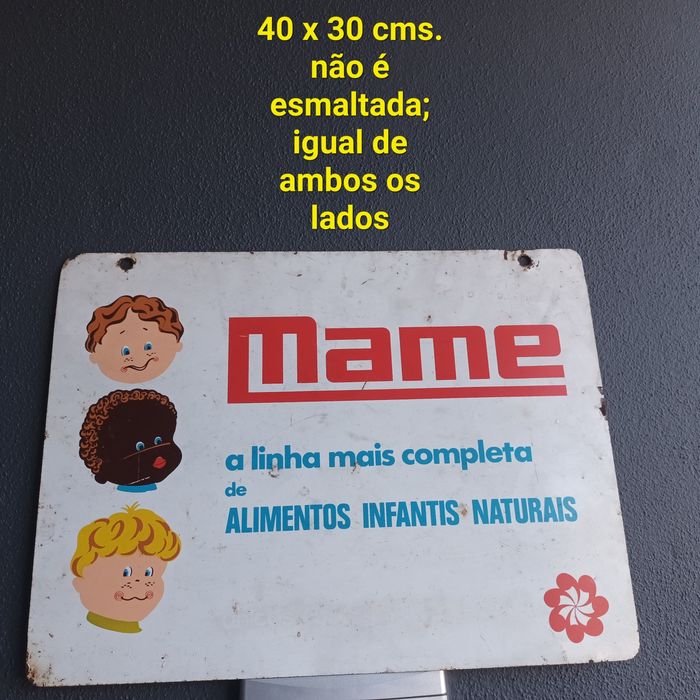 40 x 30 cms.
não é
esmaltada;
igual de
ambos os
lados
mame
a linha mais completa
de
ALIMENTOS INFANTIS NATURAIS